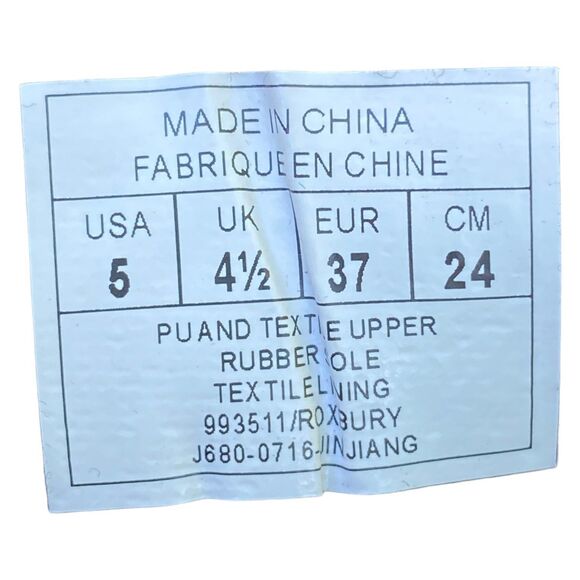 MADE IN CHINA
FABRIQUE EN CHINE
USA UK EUR CM
5 4½ 37 24
PU AND TEXTILE UPPER
RUBBER SOLE
TEXTILE LINING
993511/ROXBURY
J680-0716-JINJIANG